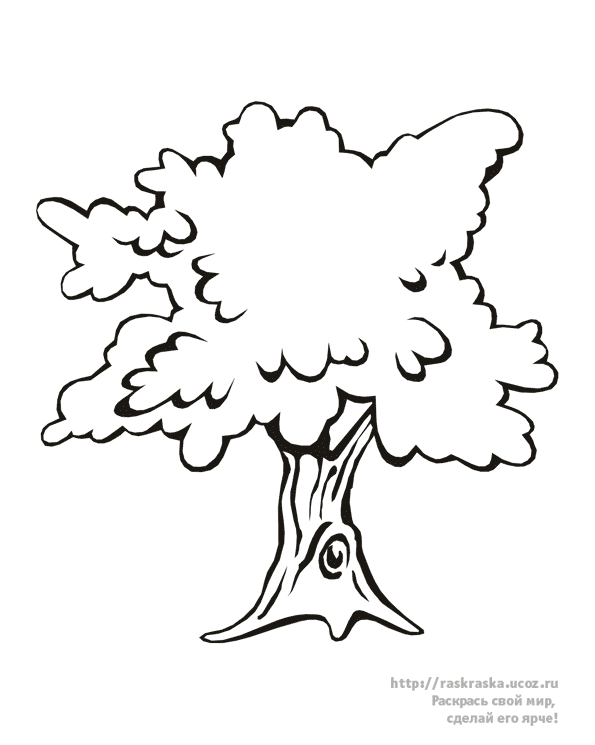 http://raskraska.ucoz.ru
Раскрась свой мир,
сделай его ярче!